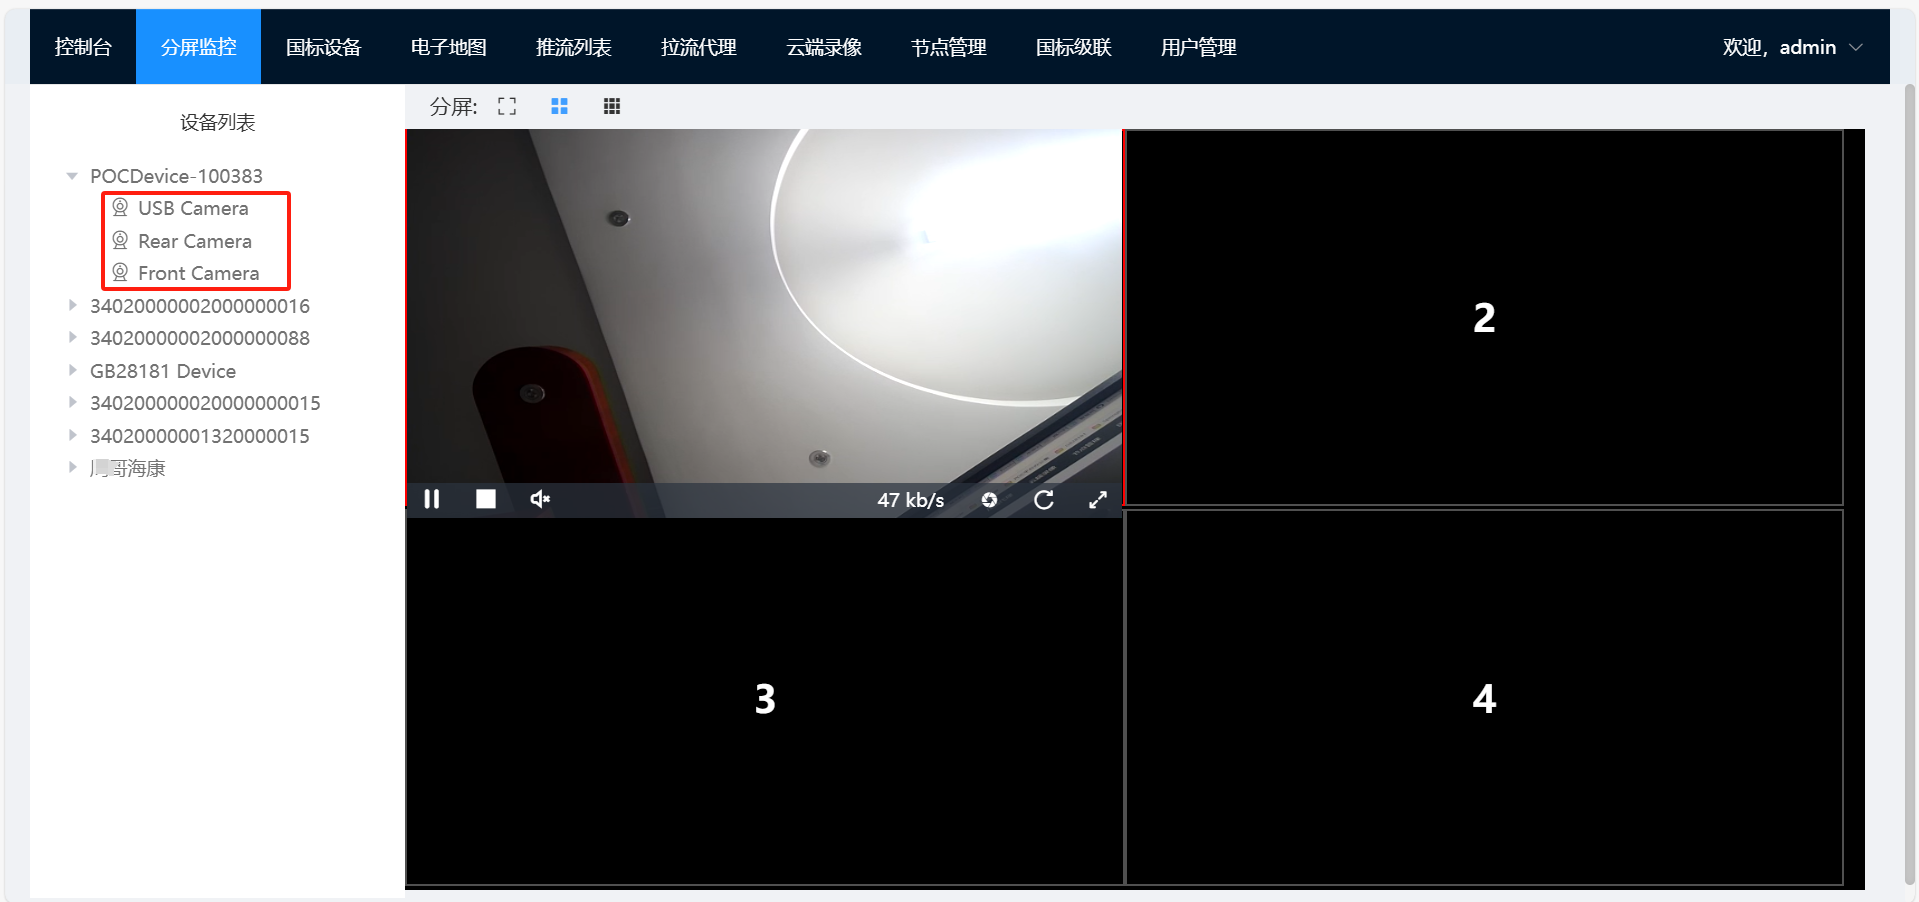 控制台 分屏监控 国标设备 电子地图 推流列表 拉流代理 云端录像 节点管理 国标级联 用户管理 欢迎，admin
设备列表
分屏:
POCDevice-100383
USB Camera
Rear Camera
Front Camera
34020000002000000016
34020000002000000088
GB28181 Device
340200000020000000015
34020000001320000015
哥海康
47 kb/s
2
3
4